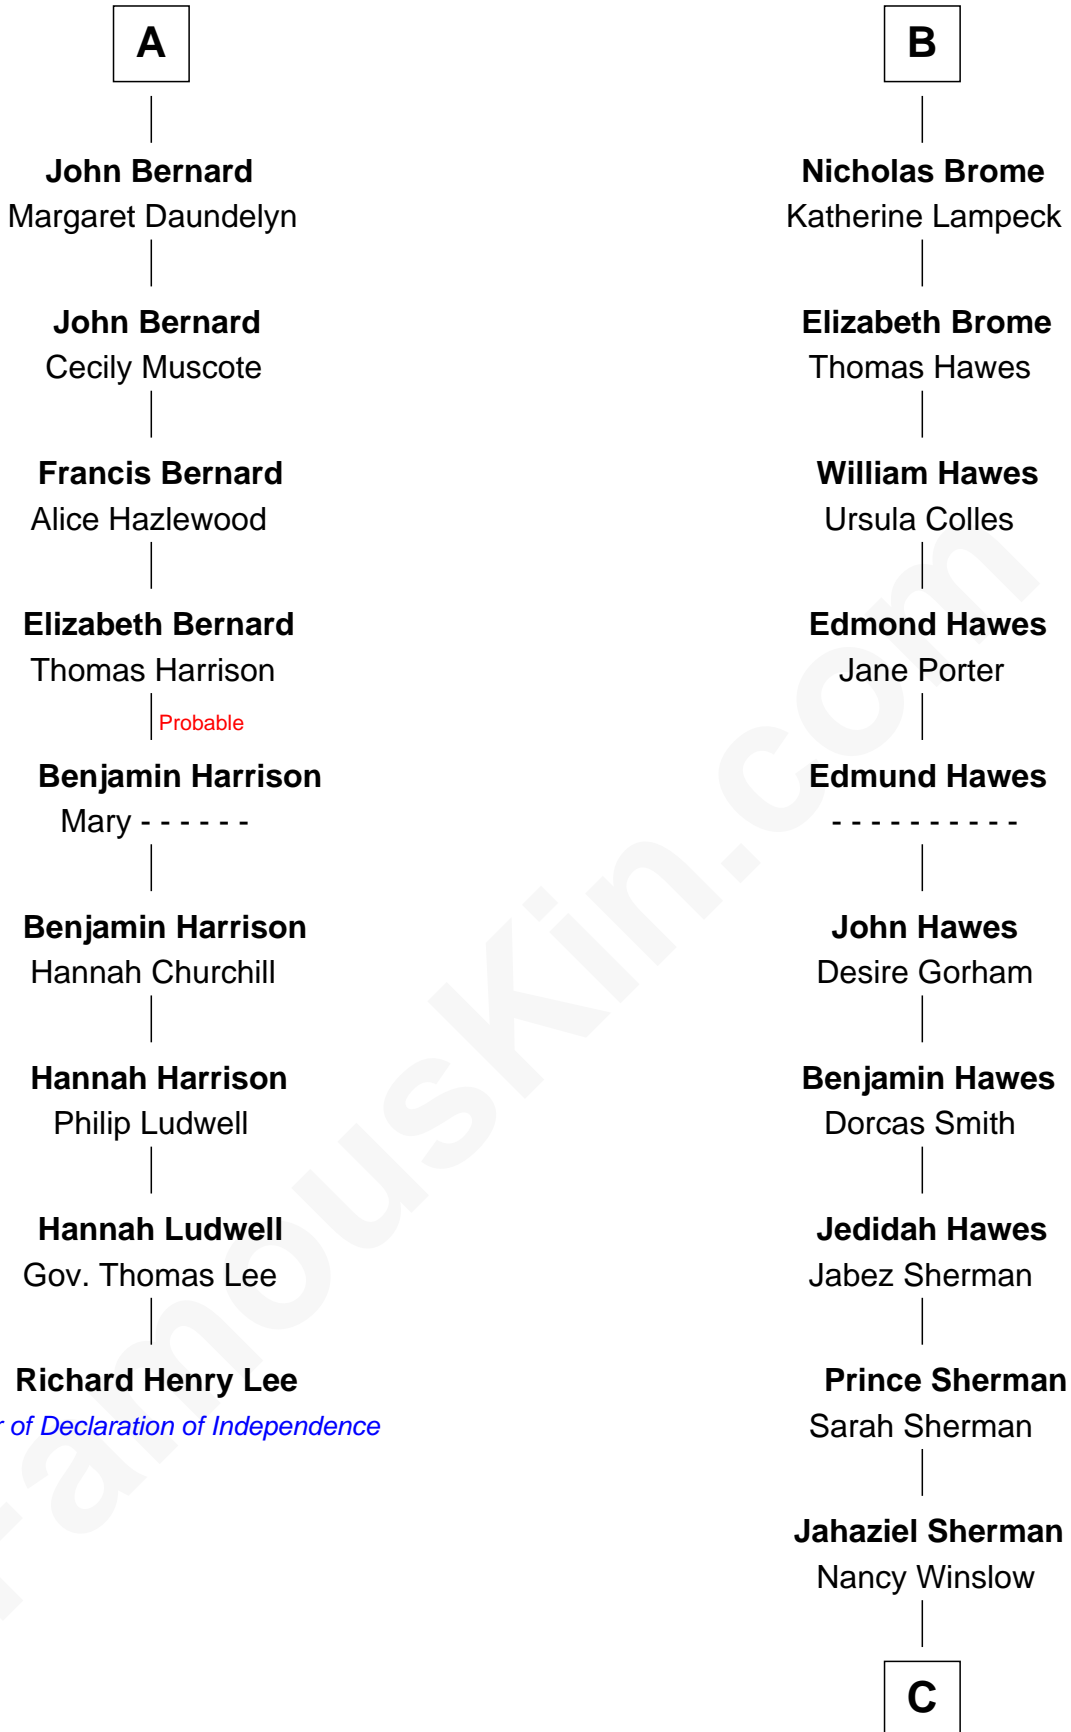 A
John Bernard
Margaret Daundelyn
John Bernard
Cecily Muscote
Francis Bernard
Alice Hazlewood
Elizabeth Bernard
Thomas Harrison
Probable
Benjamin Harrison
Mary - - - - - -
Benjamin Harrison
Hannah Churchill
Hannah Harrison
Philip Ludwell
Hannah Ludwell
Gov. Thomas Lee
Richard Henry Lee
r of Declaration of Independence
B
Nicholas Brome
Katherine Lampeck
Elizabeth Brome
Thomas Hawes
William Hawes
Ursula Colles
Edmond Hawes
Jane Porter
Edmund Hawes
- - - - - - - - - -
John Hawes
Desire Gorham
Benjamin Hawes
Dorcas Smith
Jedidah Hawes
Jabez Sherman
Prince Sherman
Sarah Sherman
Jahaziel Sherman
Nancy Winslow
C
FamousKin.com